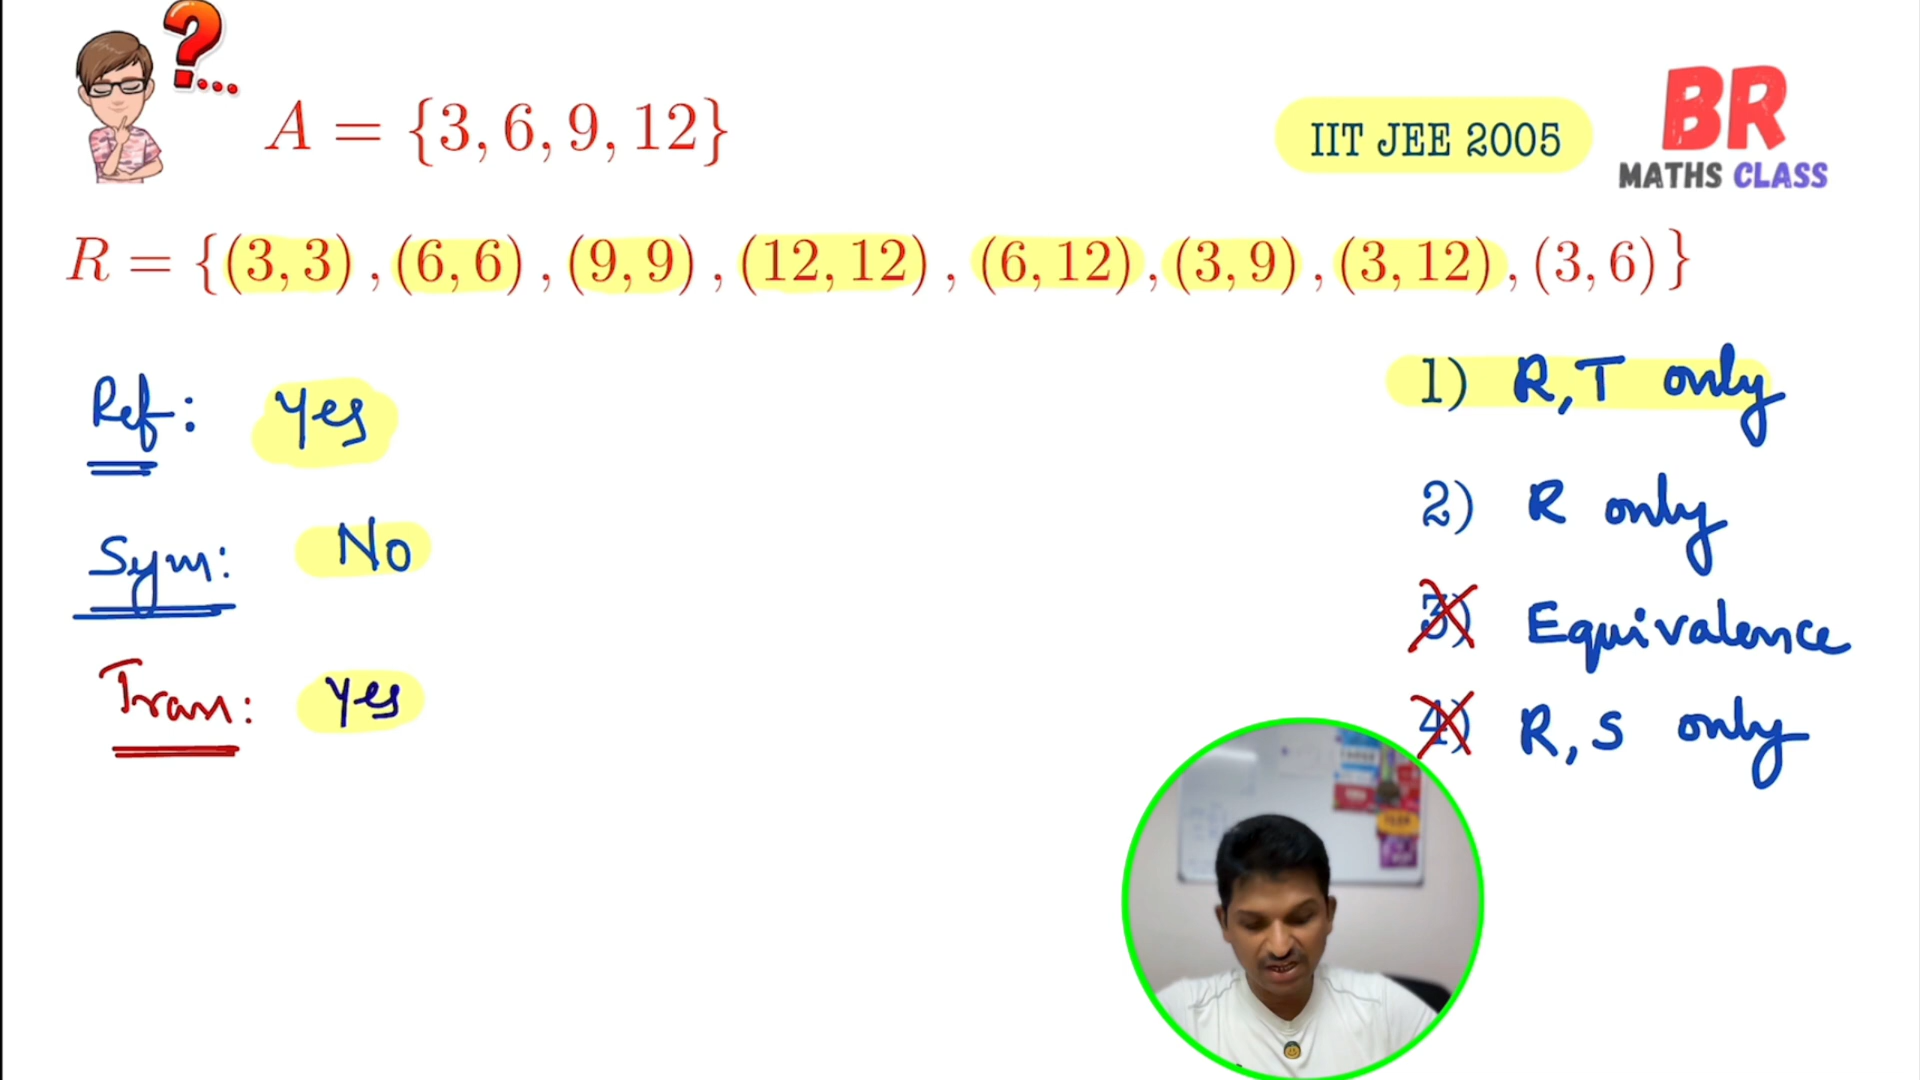 ?...
A = {3, 6, 9, 12}
IIT JEE 2005
BR
MATHS CLASS
R = {(3, 3) , (6, 6) , (9, 9) , (12, 12) , (6, 12) , (3, 9) , (3, 12) , (3, 6)}
Ref: Yes
Sym: No
Tran: Yes
1) R, T only
2) R only
3) Equivalence
4) R, S only